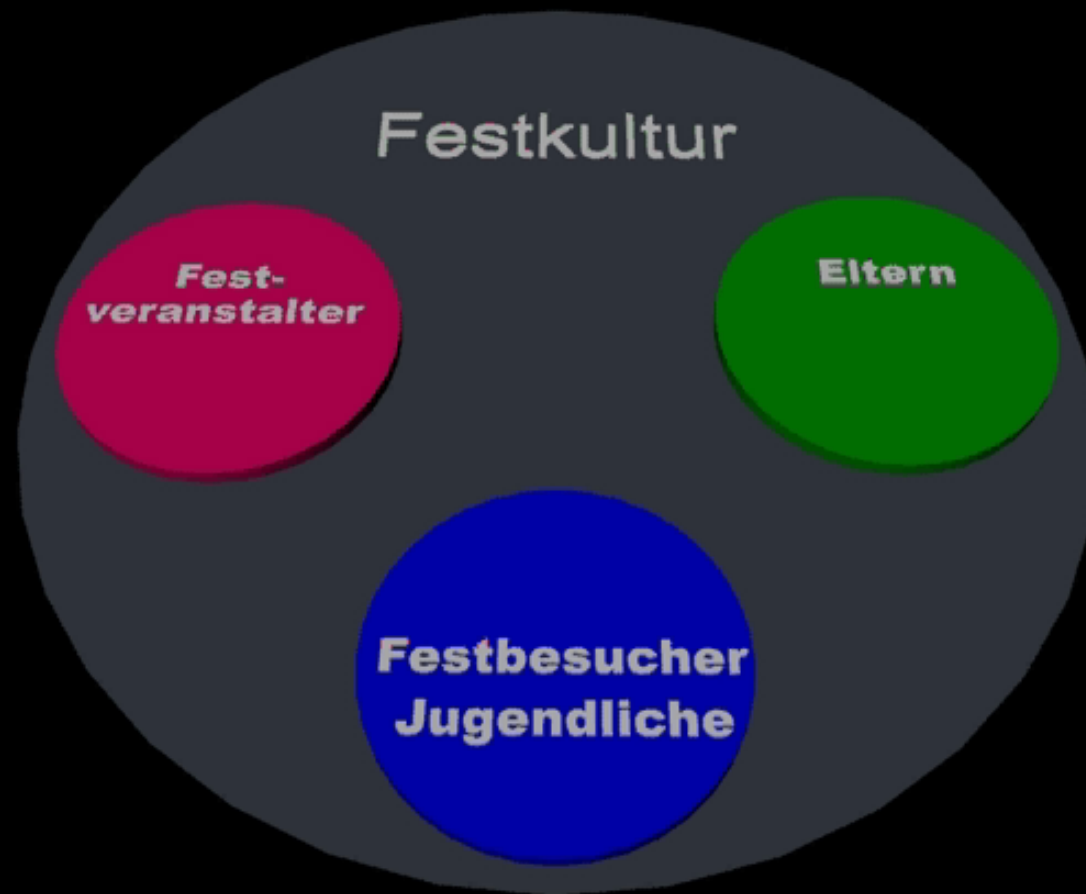 Festkultur
Fest-
veranstalter
Eltern
Festbesucher
Jugendliche